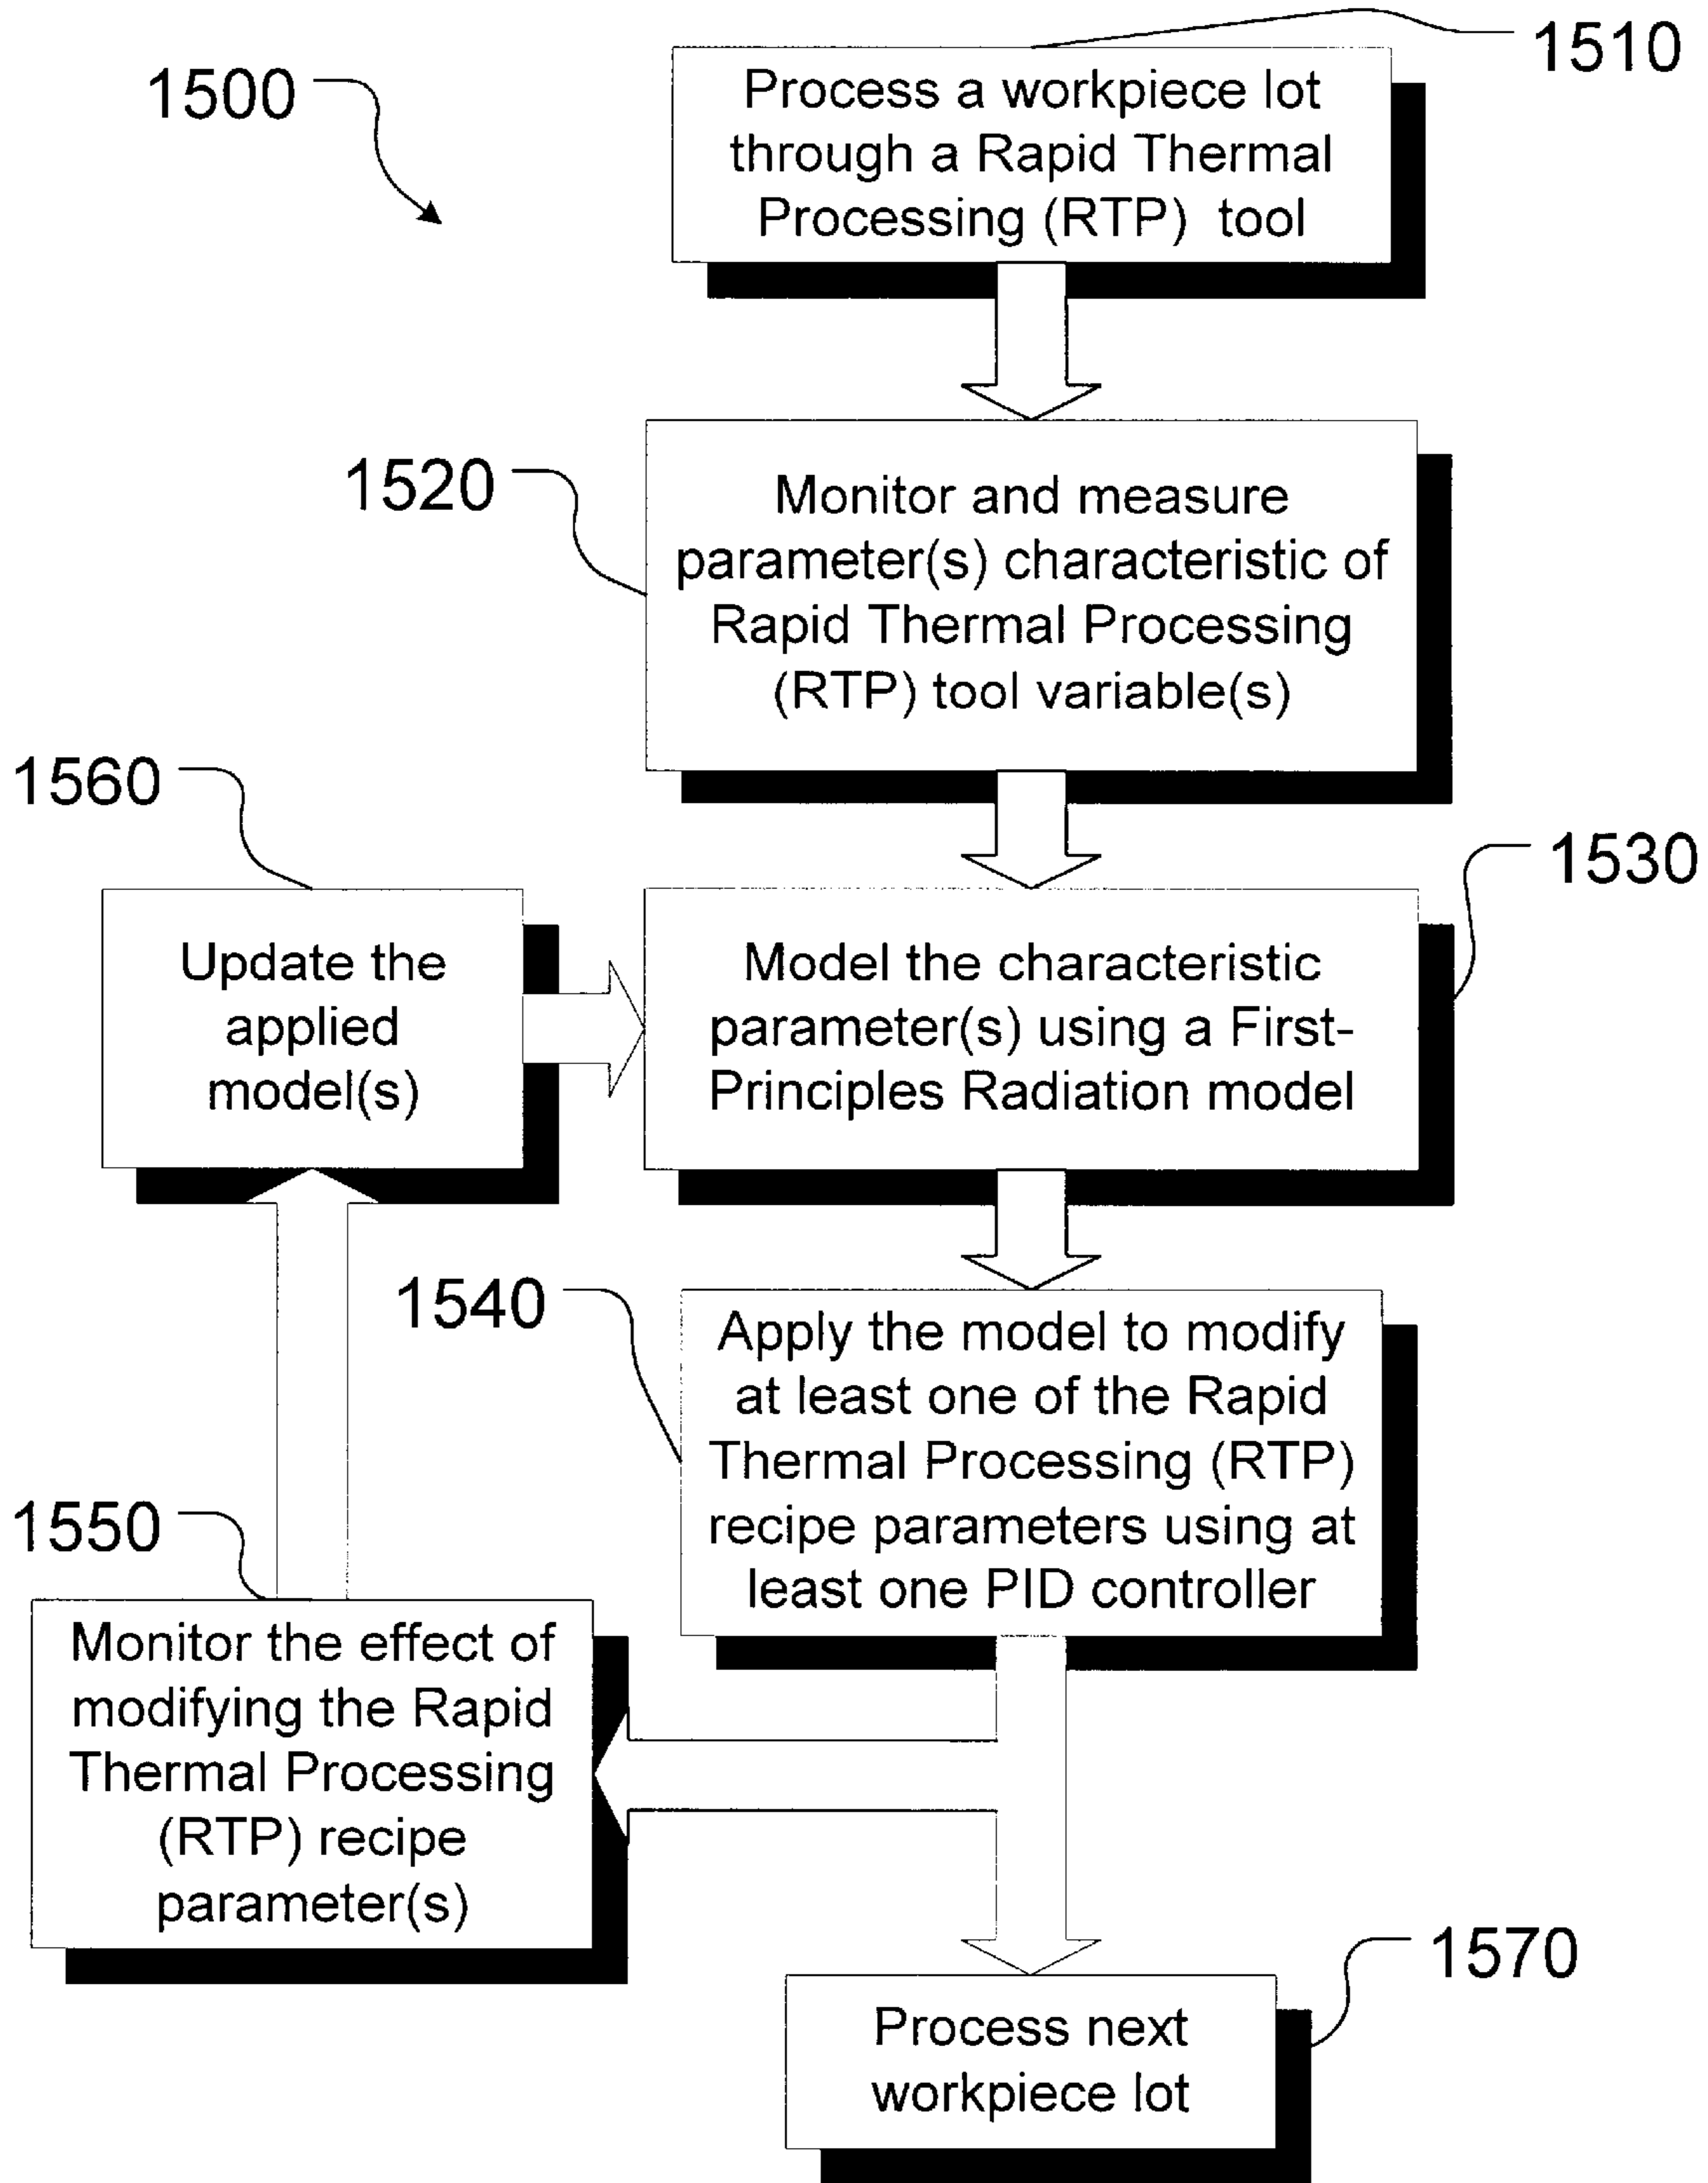 1500
1510
Process a workpiece lot
through a Rapid Thermal
Processing (RTP) tool
1520
Monitor and measure
parameter(s) characteristic of
Rapid Thermal Processing
(RTP) tool variable(s)
1560
Update the
applied
model(s)
1530
Model the characteristic
parameter(s) using a First-
Principles Radiation model
1540
Apply the model to modify
at least one of the Rapid
Thermal Processing (RTP)
recipe parameters using at
least one PID controller
1550
Monitor the effect of
modifying the Rapid
Thermal Processing
(RTP) recipe
parameter(s)
1570
Process next
workpiece lot